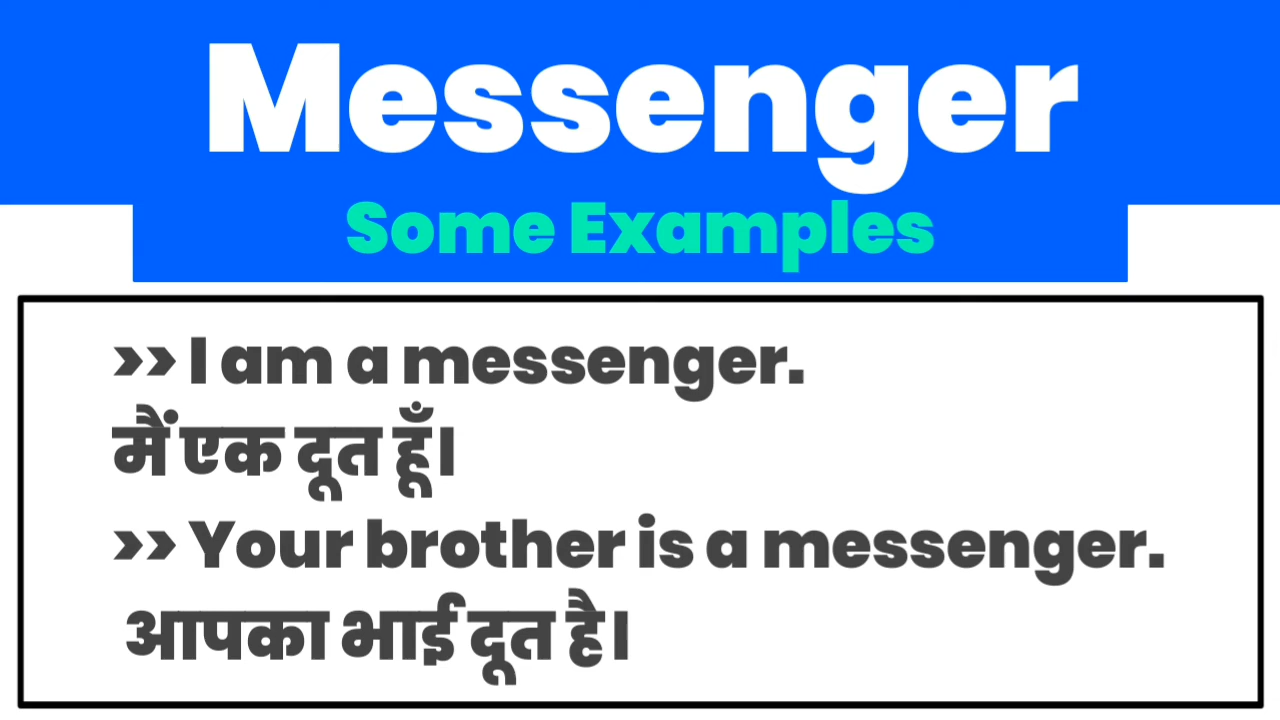 Messenger
Some Examples
>> I am a messenger.
मैं एक दूत हूँ।
>> Your brother is a messenger.
आपका भाई दूत है।